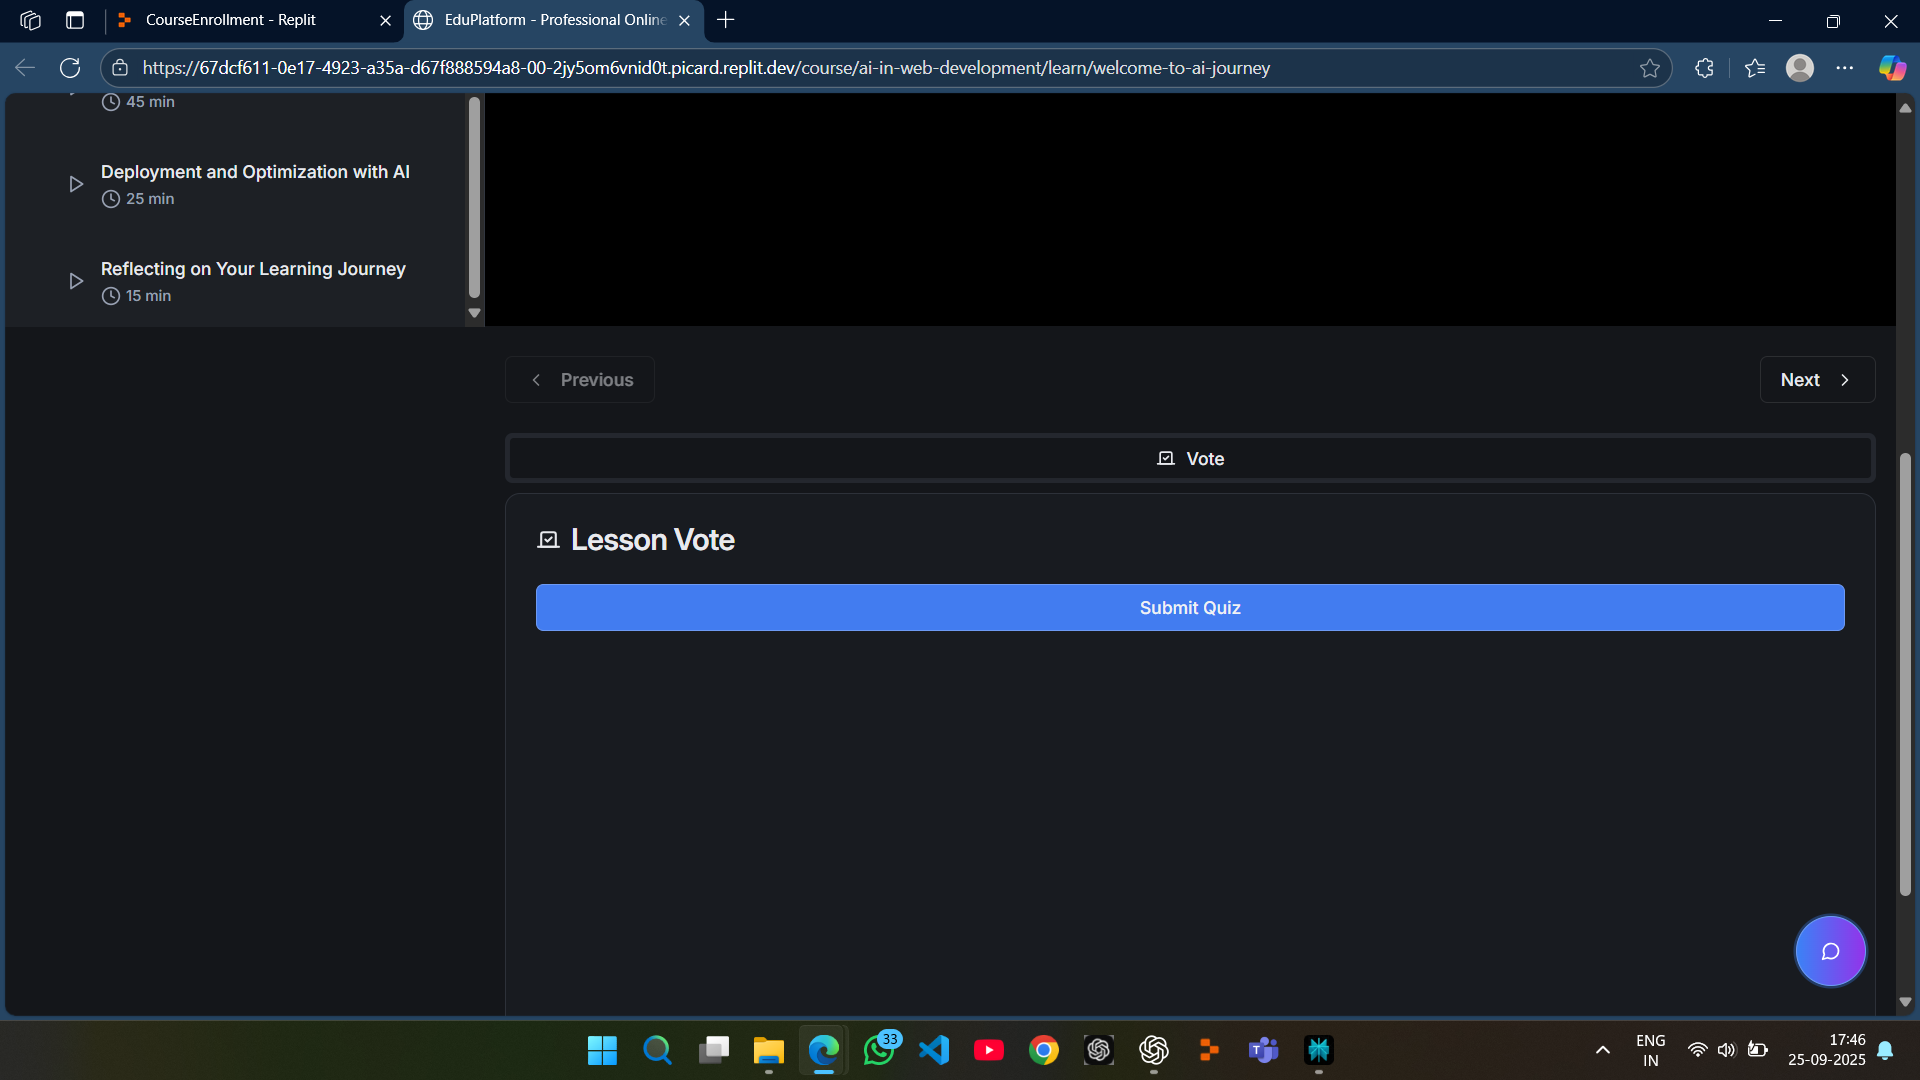 CourseEnrollment - Replit
EduPlatform - Professional Online
https://67dcf611-0e17-4923-a35a-d67f888594a8-00-2jy5om6vnid0t.picard.replit.dev/course/ai-in-web-development/learn/welcome-to-ai-journey
45 min
Deployment and Optimization with AI
25 min
Reflecting on Your Learning Journey
15 min
Previous
Next
Vote
Lesson Vote
Submit Quiz
33
ENG
IN
17:46
25-09-2025